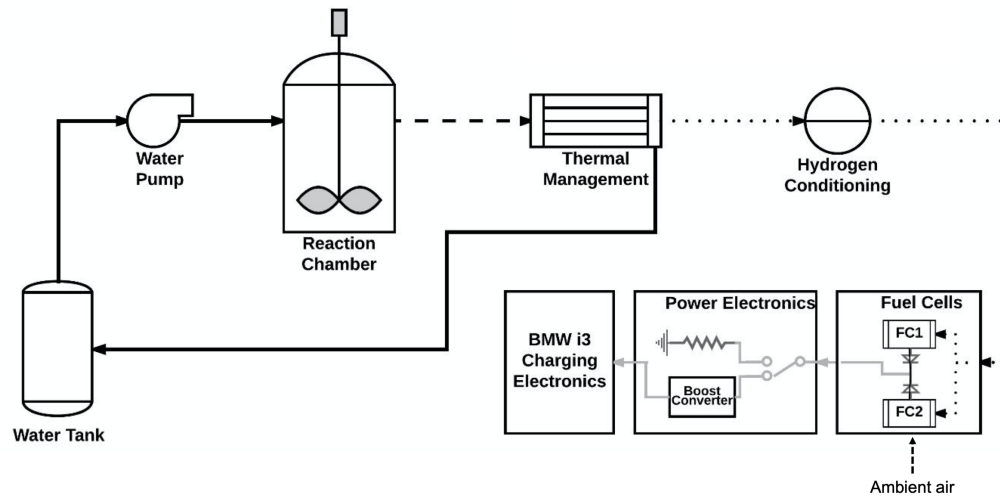 Water
Pump
Reaction
Chamber
Thermal
Management
Hydrogen
Conditioning
Water Tank
BMW i3
Charging
Electronics
Power Electronics
Boost
Converter
Fuel Cells
FC1
FC2
Ambient air